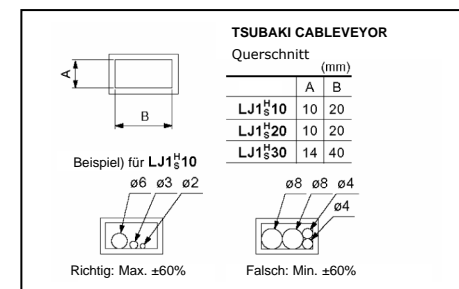 TSUBAKI CABLEVEYOR
Querschnitt
(mm)
A B
LJ1H/S10 10 20
LJ1H/S20 10 20
LJ1H/S30 14 40
A
B
Beispiel) für LJ1H/S10
ø6 ø3 ø2
ø8 ø8 ø4
ø4
Richtig: Max. ±60%
Falsch: Min. ±60%